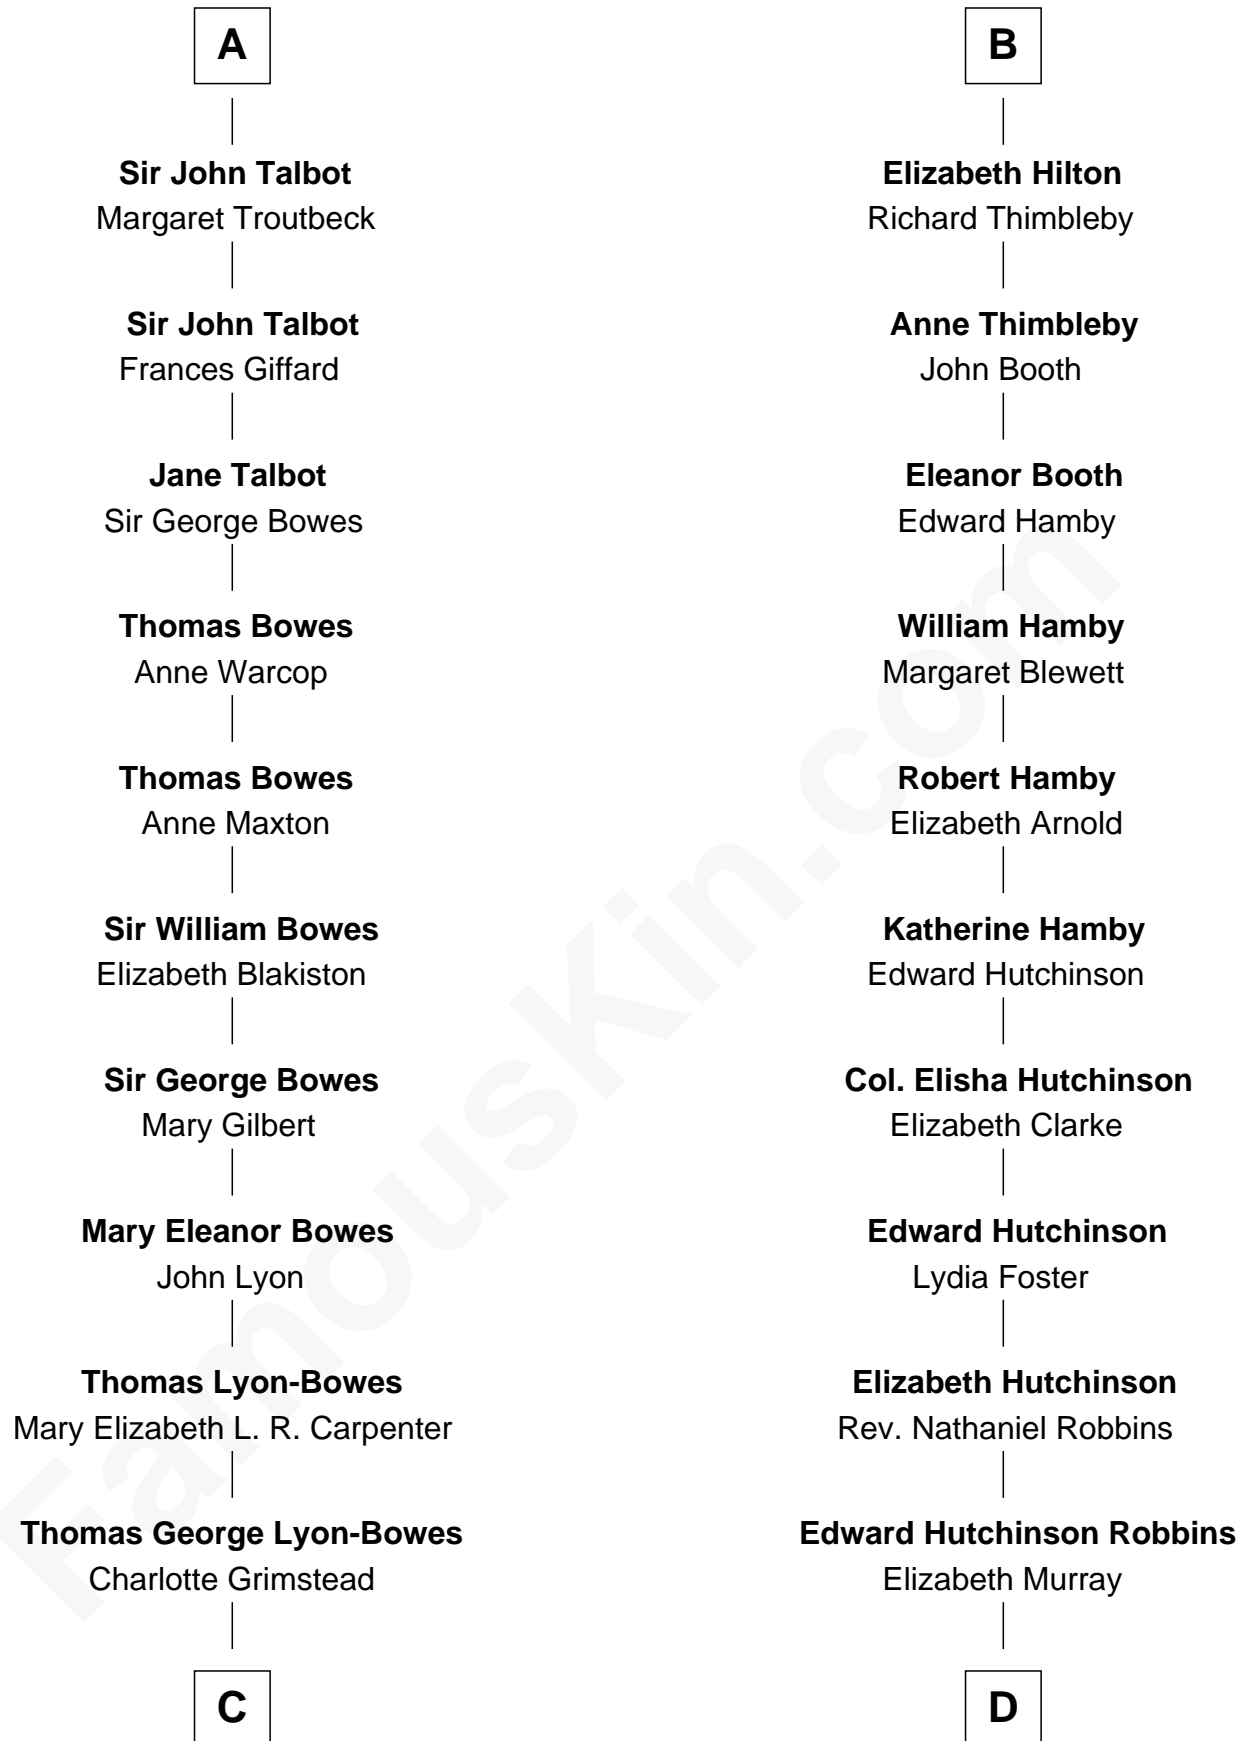 A
Sir John Talbot
Margaret Troutbeck
Sir John Talbot
Frances Giffard
Jane Talbot
Sir George Bowes
Thomas Bowes
Anne Warcop
Thomas Bowes
Anne Maxton
Sir William Bowes
Elizabeth Blakiston
Sir George Bowes
Mary Gilbert
Mary Eleanor Bowes
John Lyon
Thomas Lyon-Bowes
Mary Elizabeth L. R. Carpenter
Thomas George Lyon-Bowes
Charlotte Grimstead
C
B
Elizabeth Hilton
Richard Thimbleby
Anne Thimbleby
John Booth
Eleanor Booth
Edward Hamby
William Hamby
Margaret Blewett
Robert Hamby
Elizabeth Arnold
Katherine Hamby
Edward Hutchinson
Col. Elisha Hutchinson
Elizabeth Clarke
Edward Hutchinson
Lydia Foster
Elizabeth Hutchinson
Rev. Nathaniel Robbins
Edward Hutchinson Robbins
Elizabeth Murray
D
FamousKin.com